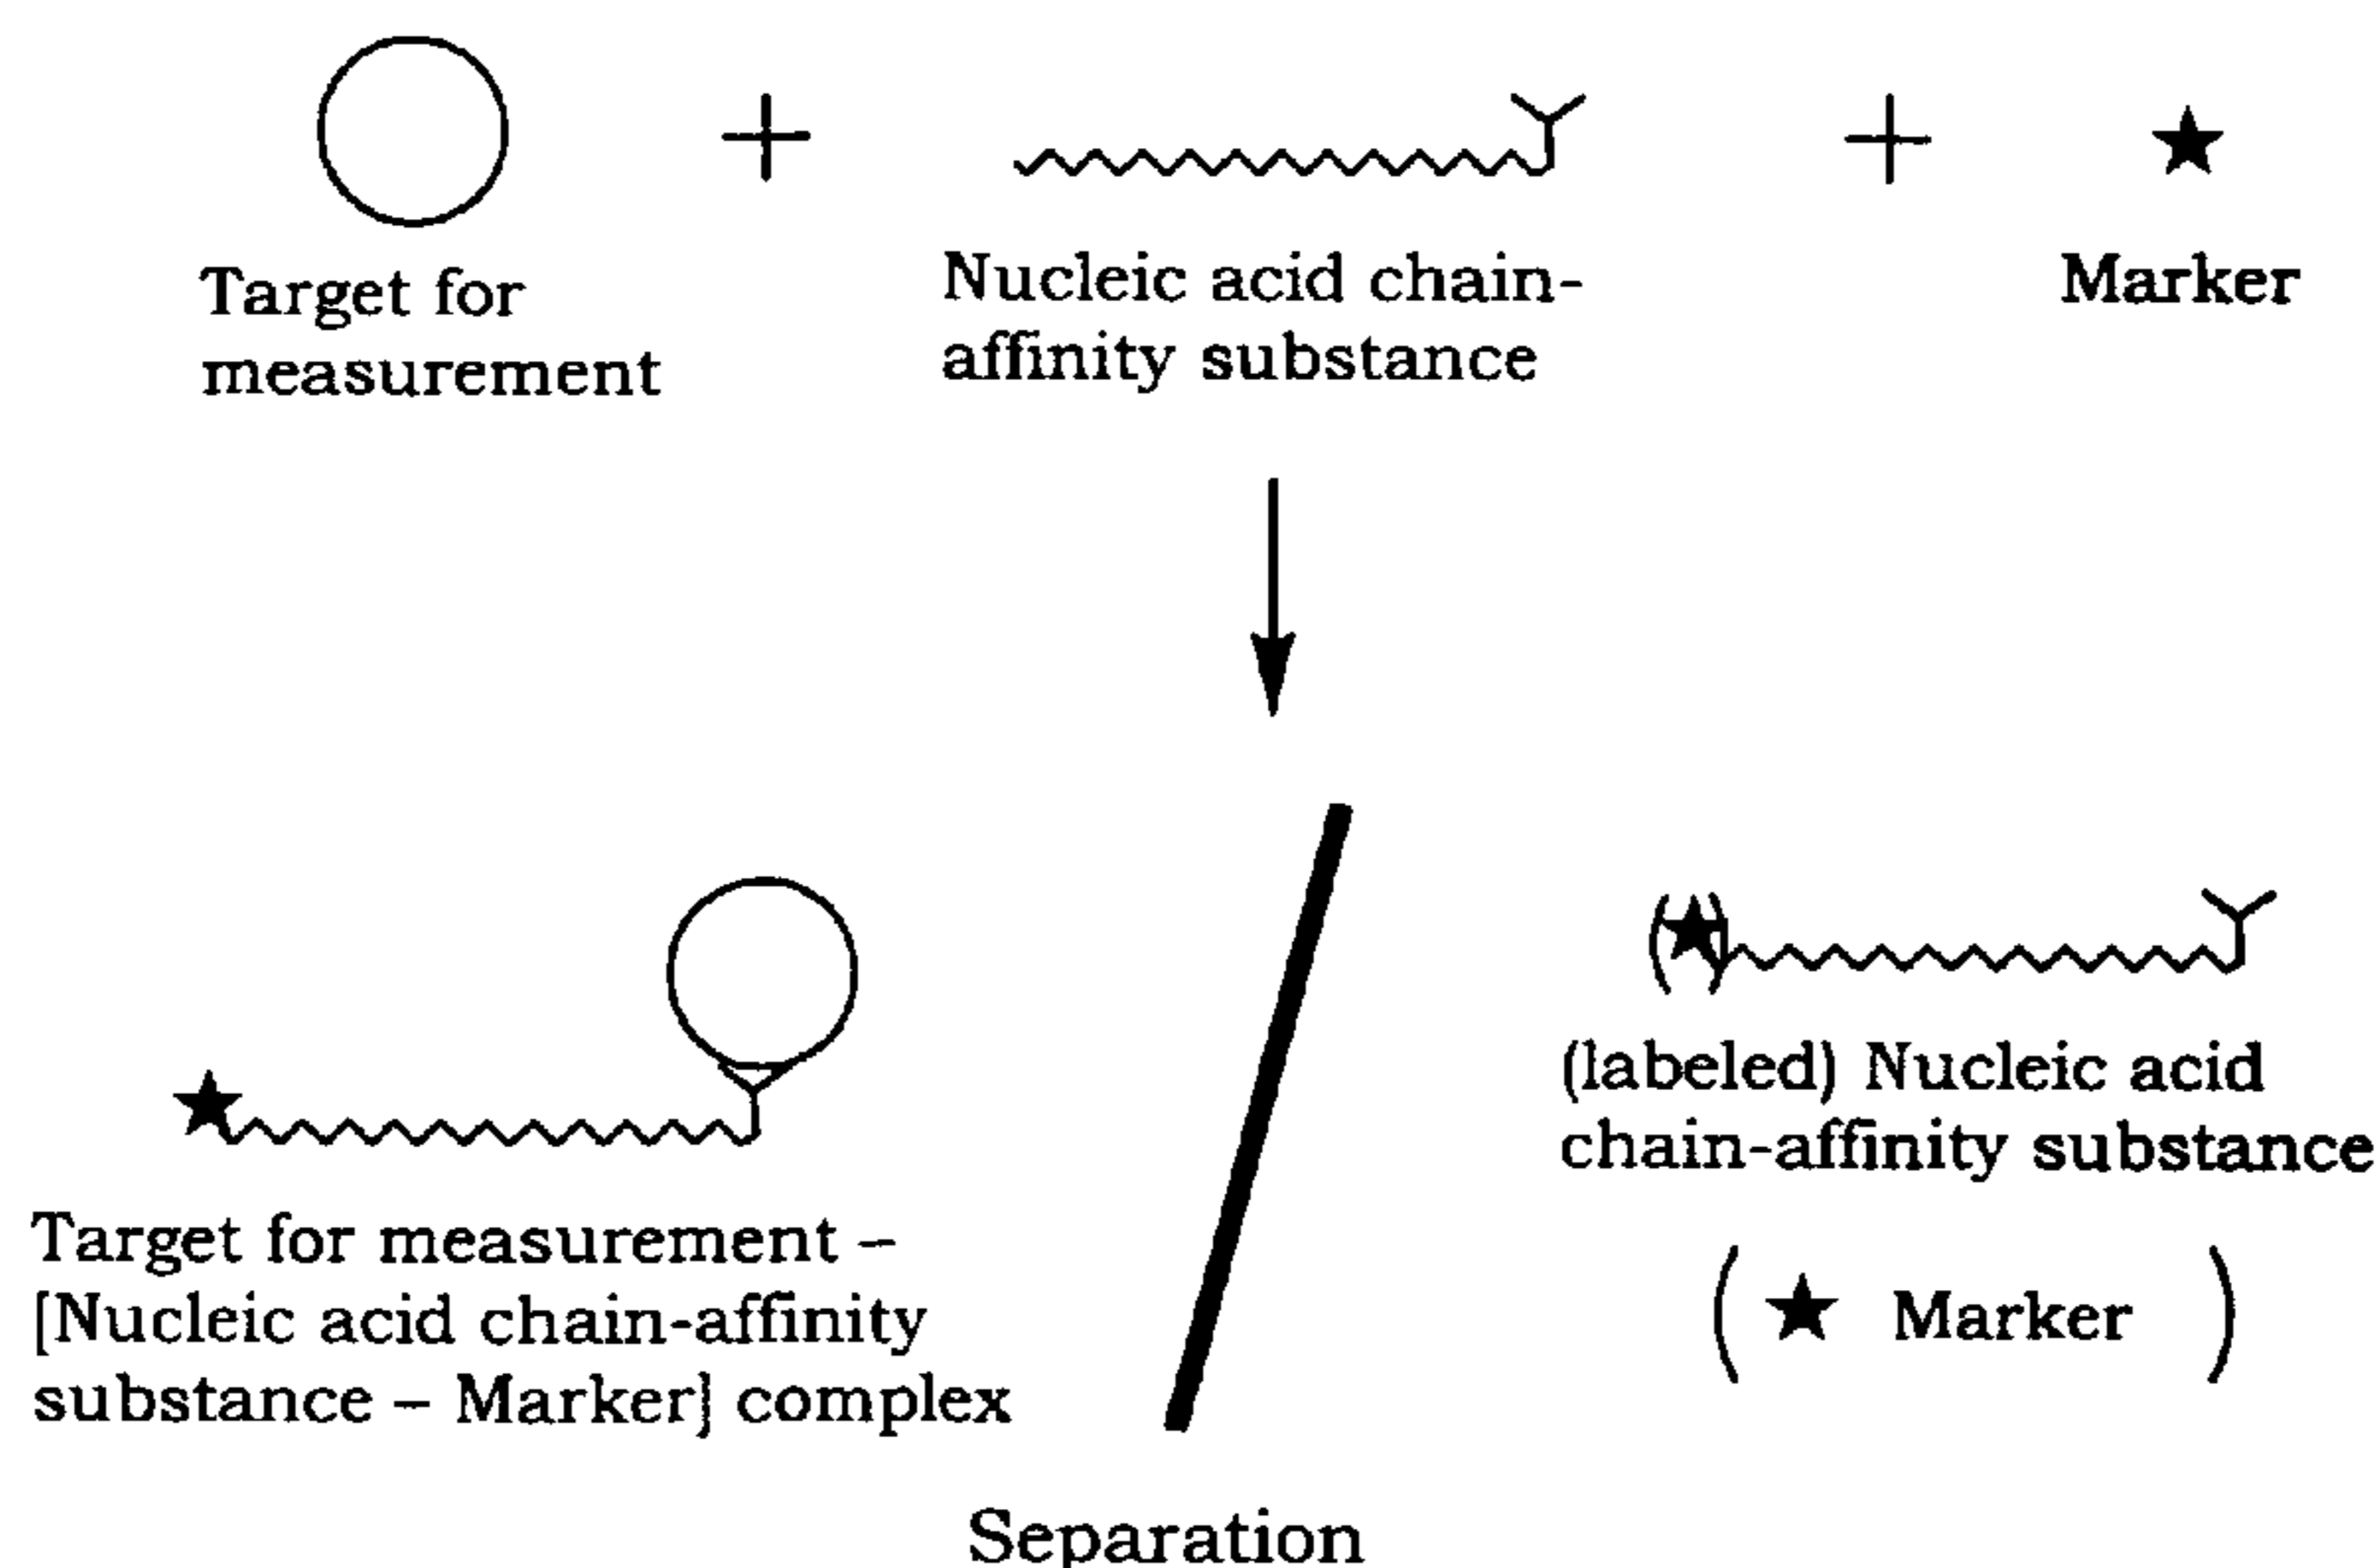 Target for
measurement
Nucleic acid chain-
affinity substance
Marker
(labeled) Nucleic acid
chain-affinity substance
Target for measurement –
[Nucleic acid chain-affinity
substance – Marker] complex
( ★ Marker )
Separation